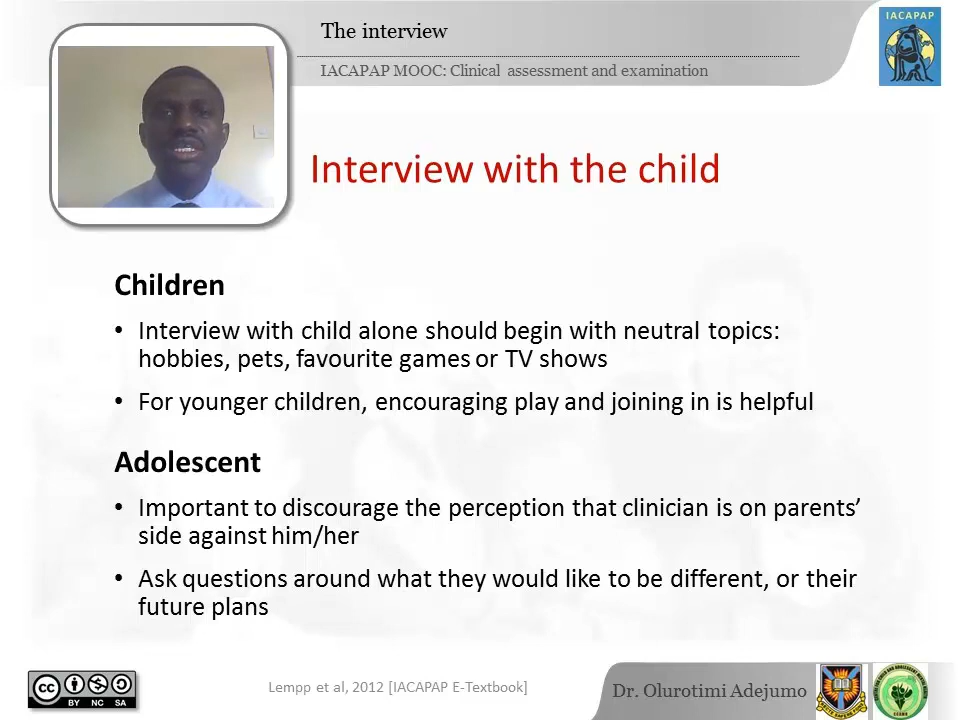 The interview
IACAPAP MOOC: Clinical assessment and examination
IACAPAP
Interview with the child
Children
• Interview with child alone should begin with neutral topics:
hobbies, pets, favourite games or TV shows
• For younger children, encouraging play and joining in is helpful
Adolescent
• Important to discourage the perception that clinician is on parents’
side against him/her
• Ask questions around what they would like to be different, or their
future plans
cc
BY NC SA
Lempp et al, 2012 [IACAPAP E-Textbook]
Dr. Olurotimi Adejumo